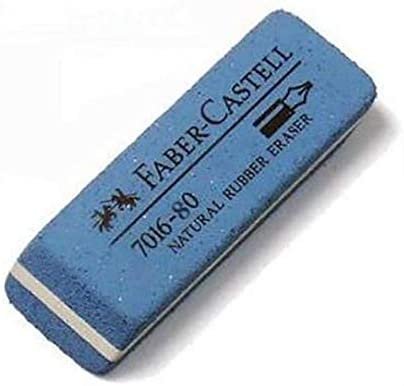 FABER-CASTELL
7016-80
NATURAL RUBBER ERASER